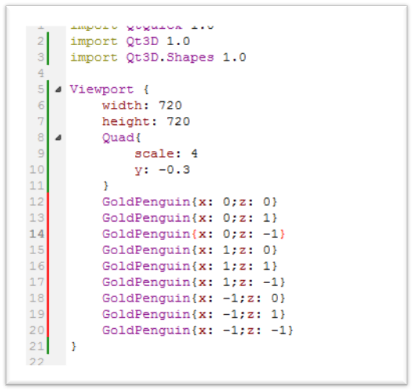 1 import QtQuick 1.0
2 import Qt3D 1.0
3 import Qt3D.Shapes 1.0
4
5 Viewport {
6 width: 720
7 height: 720
8 Quad{
9 scale: 4
10 y: -0.3
11 }
12 GoldPenguin{x: 0;z: 0}
13 GoldPenguin{x: 0;z: 1}
14 GoldPenguin{x: 0;z: -1}
15 GoldPenguin{x: 1;z: 0}
16 GoldPenguin{x: 1;z: 1}
17 GoldPenguin{x: 1;z: -1}
18 GoldPenguin{x: -1;z: 0}
19 GoldPenguin{x: -1;z: 1}
20 GoldPenguin{x: -1;z: -1}
21 }
22